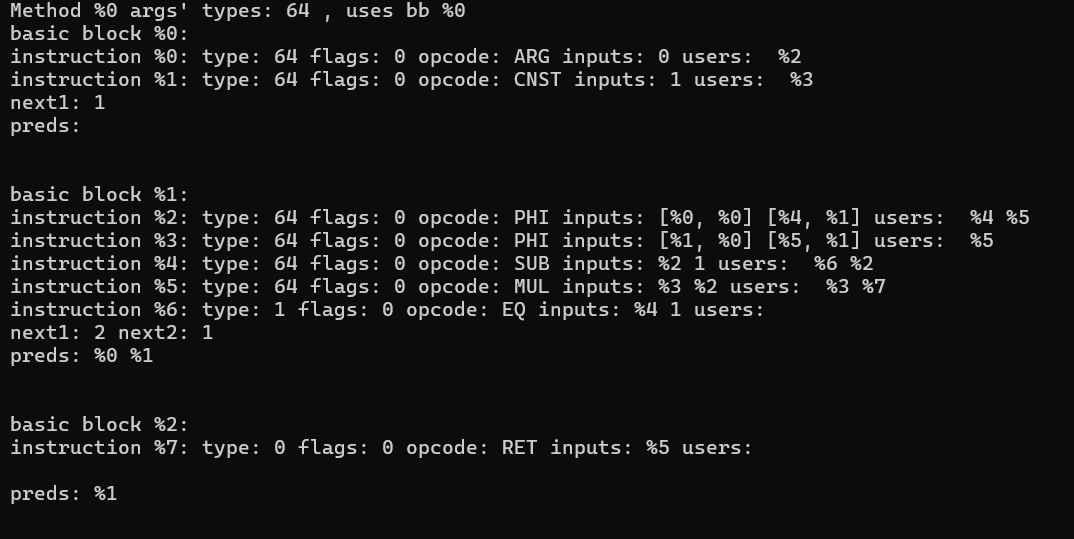 Method %0 args' types: 64 , uses bb %0
basic block %0:
instruction %0: type: 64 flags: 0 opcode: ARG inputs: 0 users:  %2
instruction %1: type: 64 flags: 0 opcode: CNST inputs: 1 users:  %3
next1: 1
preds:
basic block %1:
instruction %2: type: 64 flags: 0 opcode: PHI inputs: [%0, %0] [%4, %1] users:  %4 %5
instruction %3: type: 64 flags: 0 opcode: PHI inputs: [%1, %0] [%5, %1] users:  %5
instruction %4: type: 64 flags: 0 opcode: SUB inputs: %2 1 users:  %6 %2
instruction %5: type: 64 flags: 0 opcode: MUL inputs: %3 %2 users:  %3 %7
instruction %6: type: 1 flags: 0 opcode: EQ inputs: %4 1 users:
next1: 2 next2: 1
preds: %0 %1
basic block %2:
instruction %7: type: 0 flags: 0 opcode: RET inputs: %5 users:
preds: %1